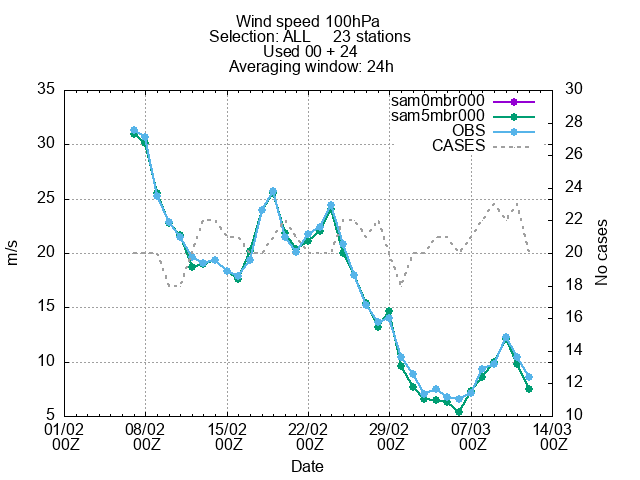 Wind speed 100hPa
Selection: ALL 23 stations
Used 00 + 24
Averaging window: 24h
35
30
25
20
15
10
5
m/s
30
28
26
24
22
20
18
16
14
12
10
No cases
sam0mbr000
sam5mbr000
OBS
CASES
01/02 08/02 15/02 22/02 29/02 07/03 14/03
00Z 00Z 00Z 00Z 00Z 00Z 00Z
Date